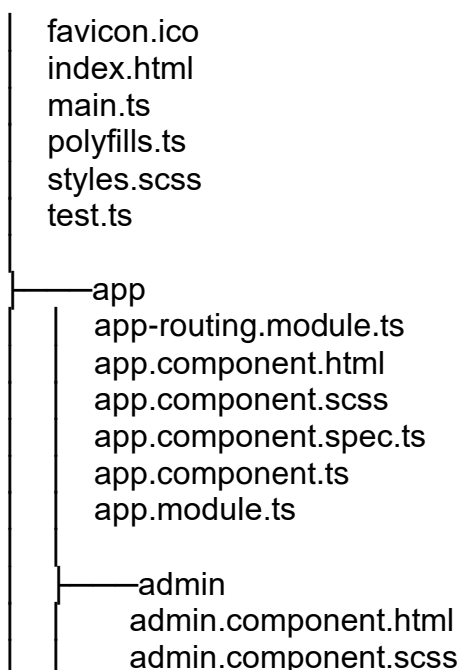 favicon.ico
index.html
main.ts
polyfills.ts
styles.scss
test.ts
app
app-routing.module.ts
app.component.html
app.component.scss
app.component.spec.ts
app.component.ts
app.module.ts
admin
admin.component.html
admin.component.scss